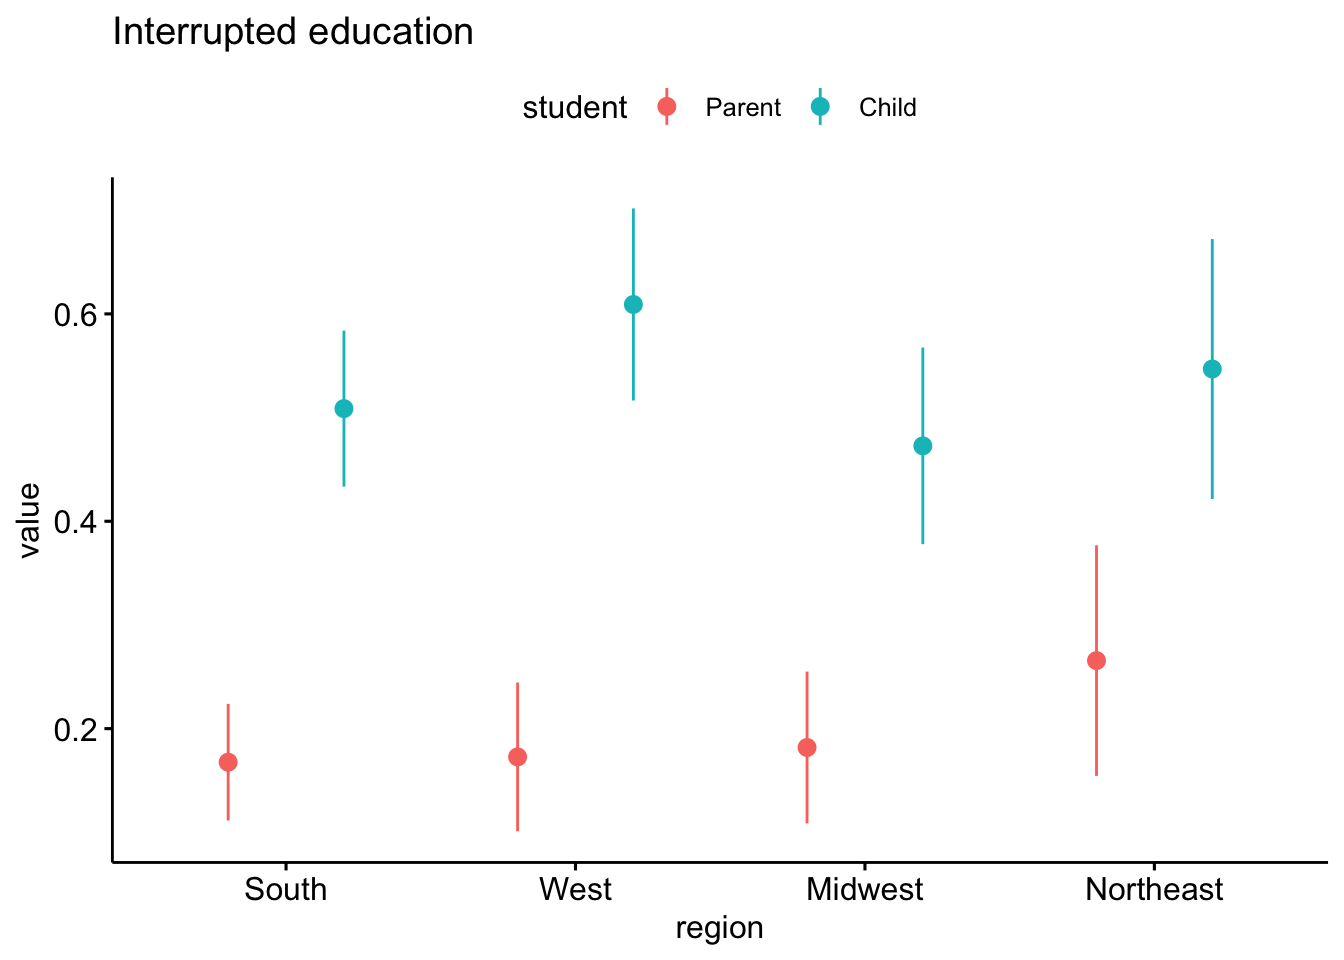 Interrupted education
student Parent Child
0.6
0.4
0.2
value
South West Midwest Northeast
region